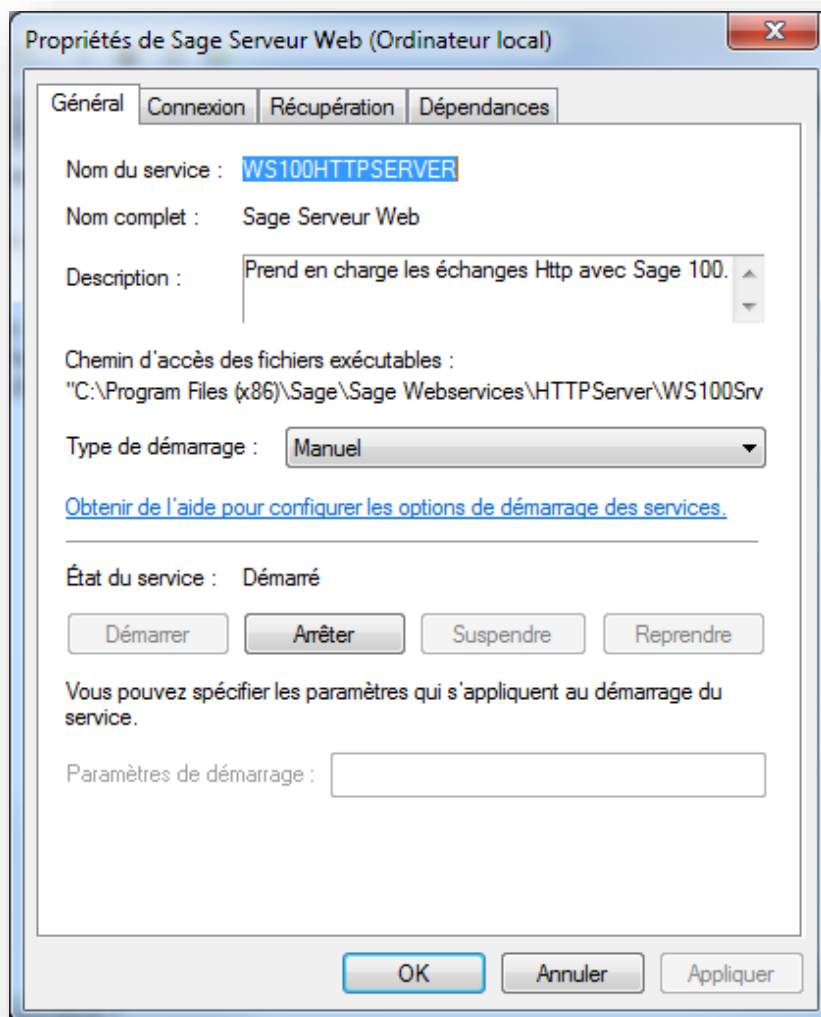 Propriétés de Sage Serveur Web (Ordinateur local)
Général Connexion Récupération Dépendances
Nom du service : WS100HTTPSERVER
Nom complet : Sage Serveur Web
Description : Prend en charge les échanges Http avec Sage 100.
Chemin d'accès des fichiers exécutables :
"C:\Program Files (x86)\Sage\Sage Webservices\HTTPServer\WS100Srv
Type de démarrage : Manuel
Obtenir de l'aide pour configurer les options de démarrage des services.
État du service : Démarré
Démarrer Arrêter Suspendre Reprendre
Vous pouvez spécifier les paramètres qui s'appliquent au démarrage du
service.
Paramètres de démarrage :
OK Annuler Appliquer